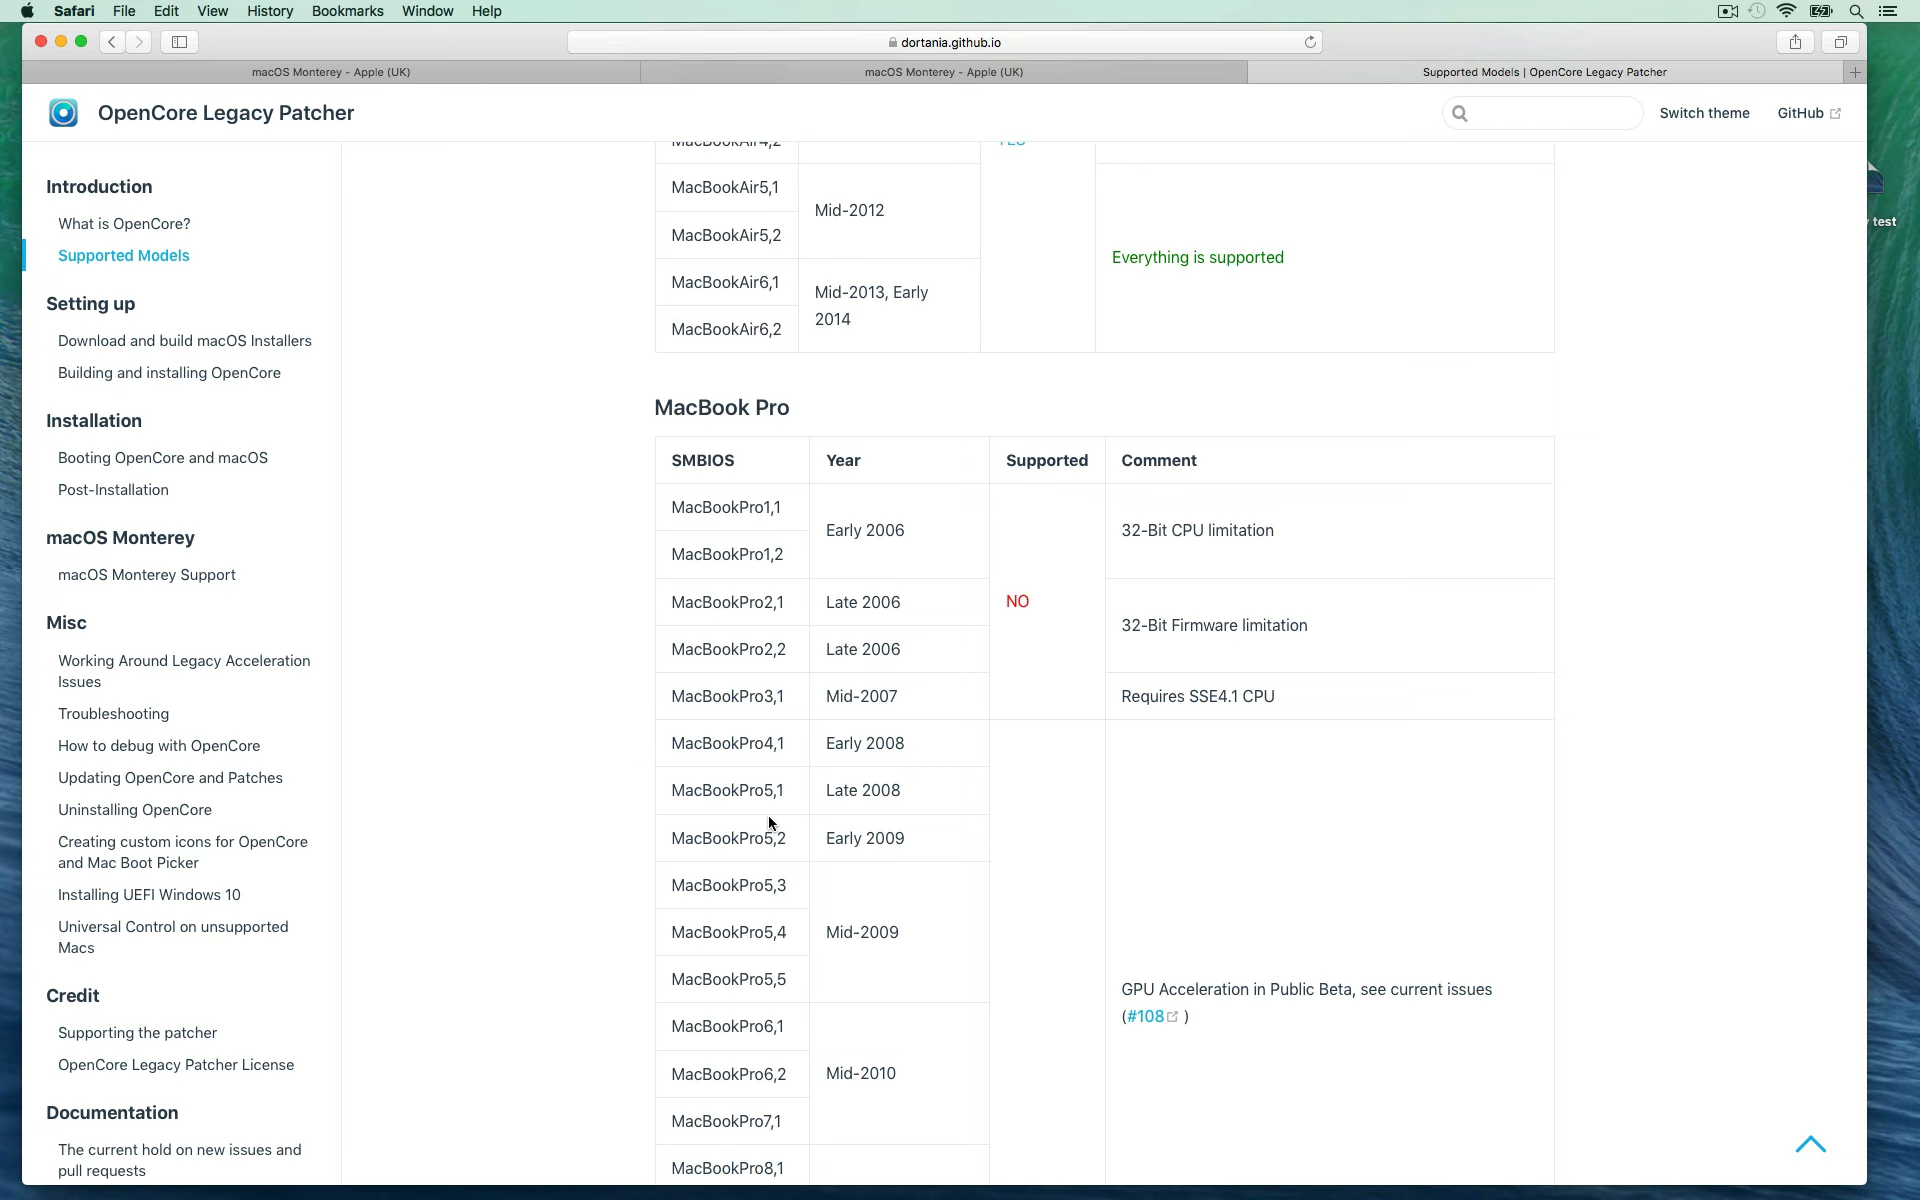 Safari File Edit View History Bookmarks Window Help
dortania.github.io
macOS Monterey - Apple (UK)
macOS Monterey - Apple (UK)
Supported Models | OpenCore Legacy Patcher
OpenCore Legacy Patcher
Switch theme
GitHub
test
Introduction
What is OpenCore?
Supported Models
Setting up
Download and build macOS Installers
Building and installing OpenCore
Installation
Booting OpenCore and macOS
Post-Installation
macOS Monterey
macOS Monterey Support
Misc
Working Around Legacy Acceleration
Issues
Troubleshooting
How to debug with OpenCore
Updating OpenCore and Patches
Uninstalling OpenCore
Creating custom icons for OpenCore
and Mac Boot Picker
Installing UEFI Windows 10
Universal Control on unsupported
Macs
Credit
Supporting the patcher
OpenCore Legacy Patcher License
Documentation
The current hold on new issues and
pull requests
MacBookAir4,2
YES
MacBookAir5,1
Mid-2012
MacBookAir5,2
Everything is supported
MacBookAir6,1
Mid-2013, Early
2014
MacBookAir6,2
MacBook Pro
SMBIOS Year Supported Comment
MacBookPro1,1
Early 2006
32-Bit CPU limitation
MacBookPro1,2
MacBookPro2,1 Late 2006
NO
32-Bit Firmware limitation
MacBookPro2,2 Late 2006
MacBookPro3,1 Mid-2007 Requires SSE4.1 CPU
MacBookPro4,1 Early 2008
MacBookPro5,1 Late 2008
MacBookPro5,2 Early 2009
MacBookPro5,3
MacBookPro5,4 Mid-2009
MacBookPro5,5
GPU Acceleration in Public Beta, see current issues
(#108 )
MacBookPro6,1
MacBookPro6,2 Mid-2010
MacBookPro7,1
MacBookPro8,1